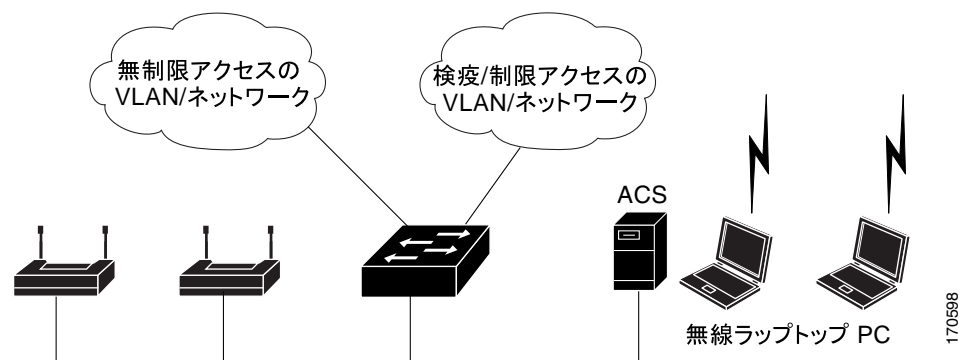 無制限アクセスの
VLAN/ネットワーク
検疫/制限アクセスの
VLAN/ネットワーク
ACS
無線ラップトップ PC
170598